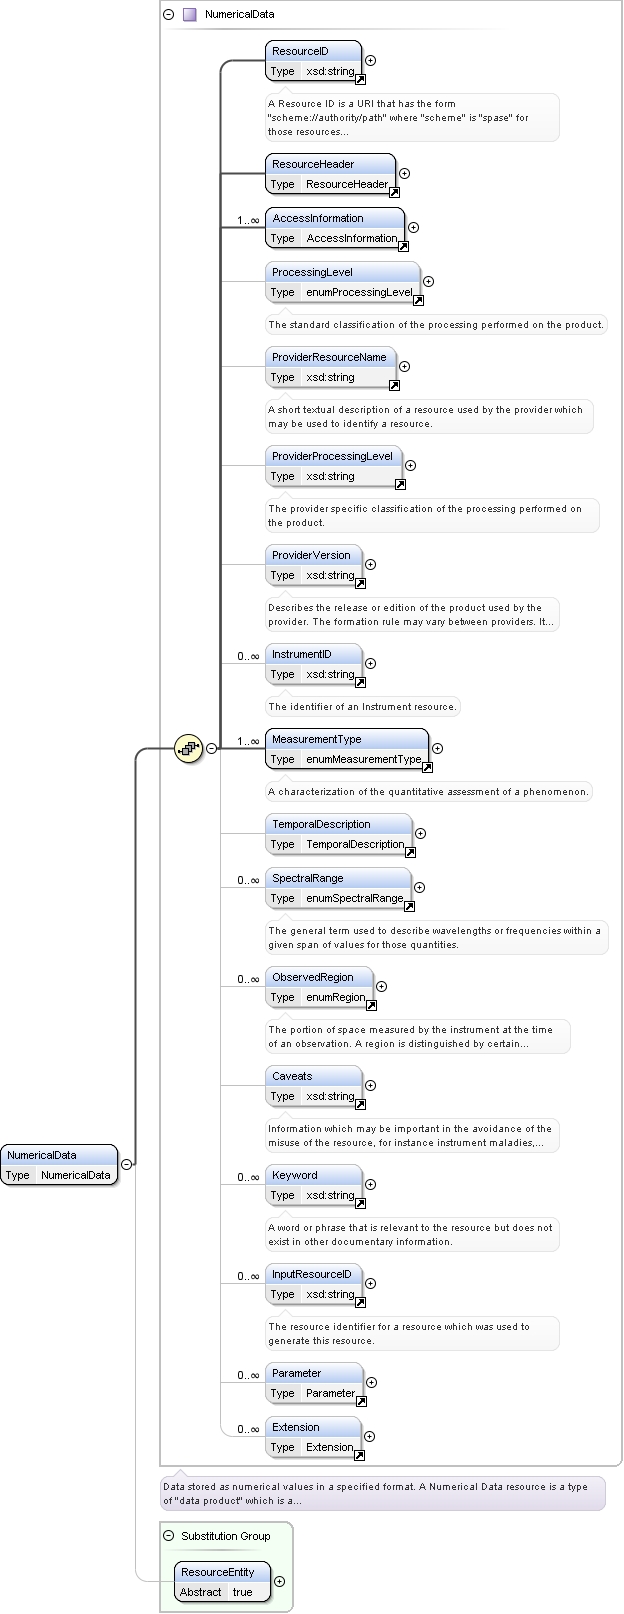 NumericalData
ResourceID
Type xsd:string
A Resource ID is a URI that has the form
"scheme://authority/path" where "scheme" is "spase" for
those resources...
ResourceHeader
Type ResourceHeader
1..∞ AccessInformation
Type AccessInformation
ProcessingLevel
Type enumProcessingLevel
The standard classification of the processing performed on the product.
ProviderResourceName
Type xsd:string
A short textual description of a resource used by the provider which
may be used to identify a resource.
ProviderProcessingLevel
Type xsd:string
The provider specific classification of the processing performed on
the product.
ProviderVersion
Type xsd:string
Describes the release or edition of the product used by the
provider. The formation rule may vary between providers. It...
0..∞ InstrumentID
Type xsd:string
The identifier of an Instrument resource.
1..∞ MeasurementType
Type enumMeasurementType
A characterization of the quantitative assessment of a phenomenon.
TemporalDescription
Type TemporalDescription
0..∞ SpectralRange
Type enumSpectralRange
The general term used to describe wavelengths or frequencies within a
given span of values for those quantities.
0..∞ ObservedRegion
Type enumRegion
The portion of space measured by the instrument at the time
of an observation. A region is distinguished by certain...
Caveats
Type xsd:string
Information which may be important in the avoidance of the
misuse of the resource, for instance instrument maladies,...
NumericalData
Type NumericalData
0..∞ Keyword
Type xsd:string
A word or phrase that is relevant to the resource but does not
exist in other documentary information.
0..∞ InputResourceID
Type xsd:string
The resource identifier for a resource which was used to
generate this resource.
0..∞ Parameter
Type Parameter
0..∞ Extension
Type Extension
Data stored as numerical values in a specified format. A Numerical Data resource is a type
of "data product" which is a...
Substitution Group
ResourceEntity
Abstract true